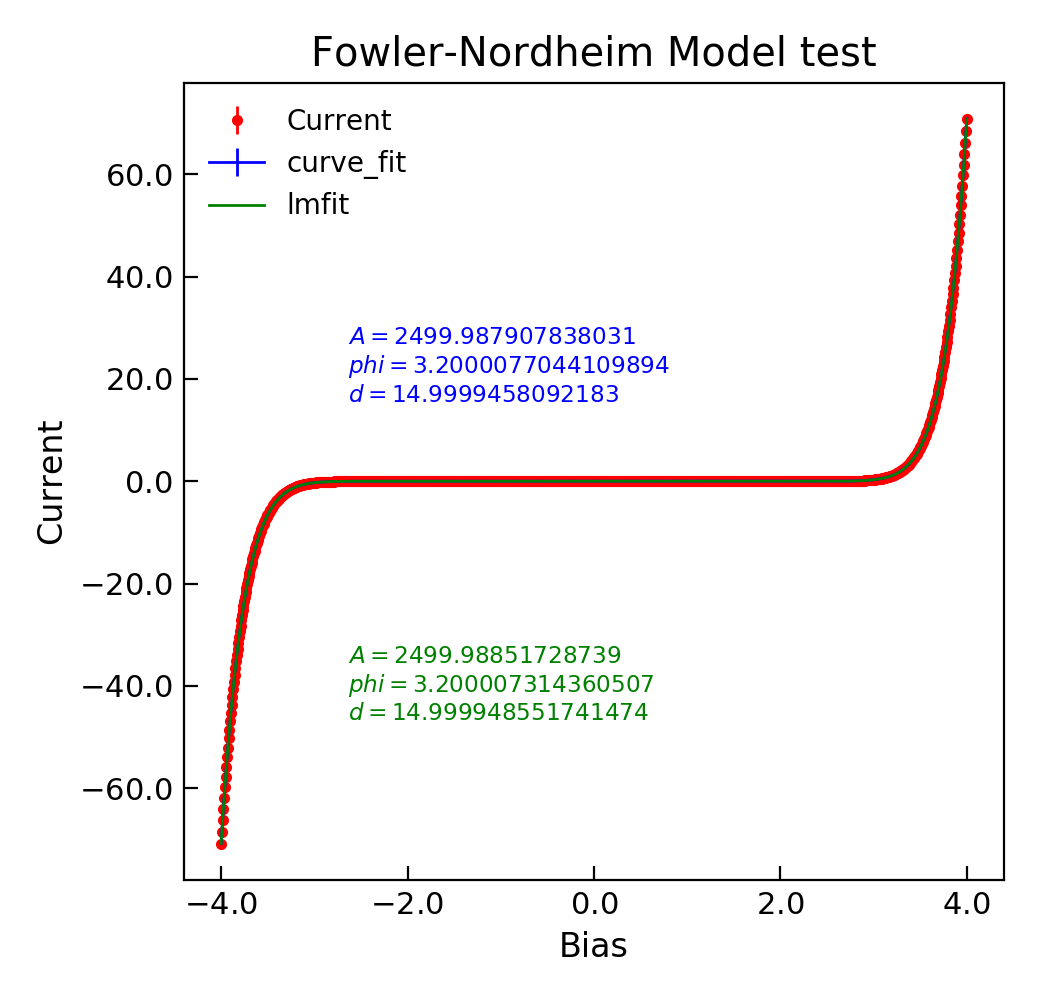 Fowler-Nordheim Model test
Current
curve_fit
lmfit
60.0
40.0
20.0
0.0
−20.0
−40.0
−60.0
Current
A = 2499.987907838031
phi = 3.2000077044109894
d = 14.9999458092183
A = 2499.98851728739
phi = 3.200007314360507
d = 14.999948551741474
−4.0 −2.0 0.0 2.0 4.0
Bias